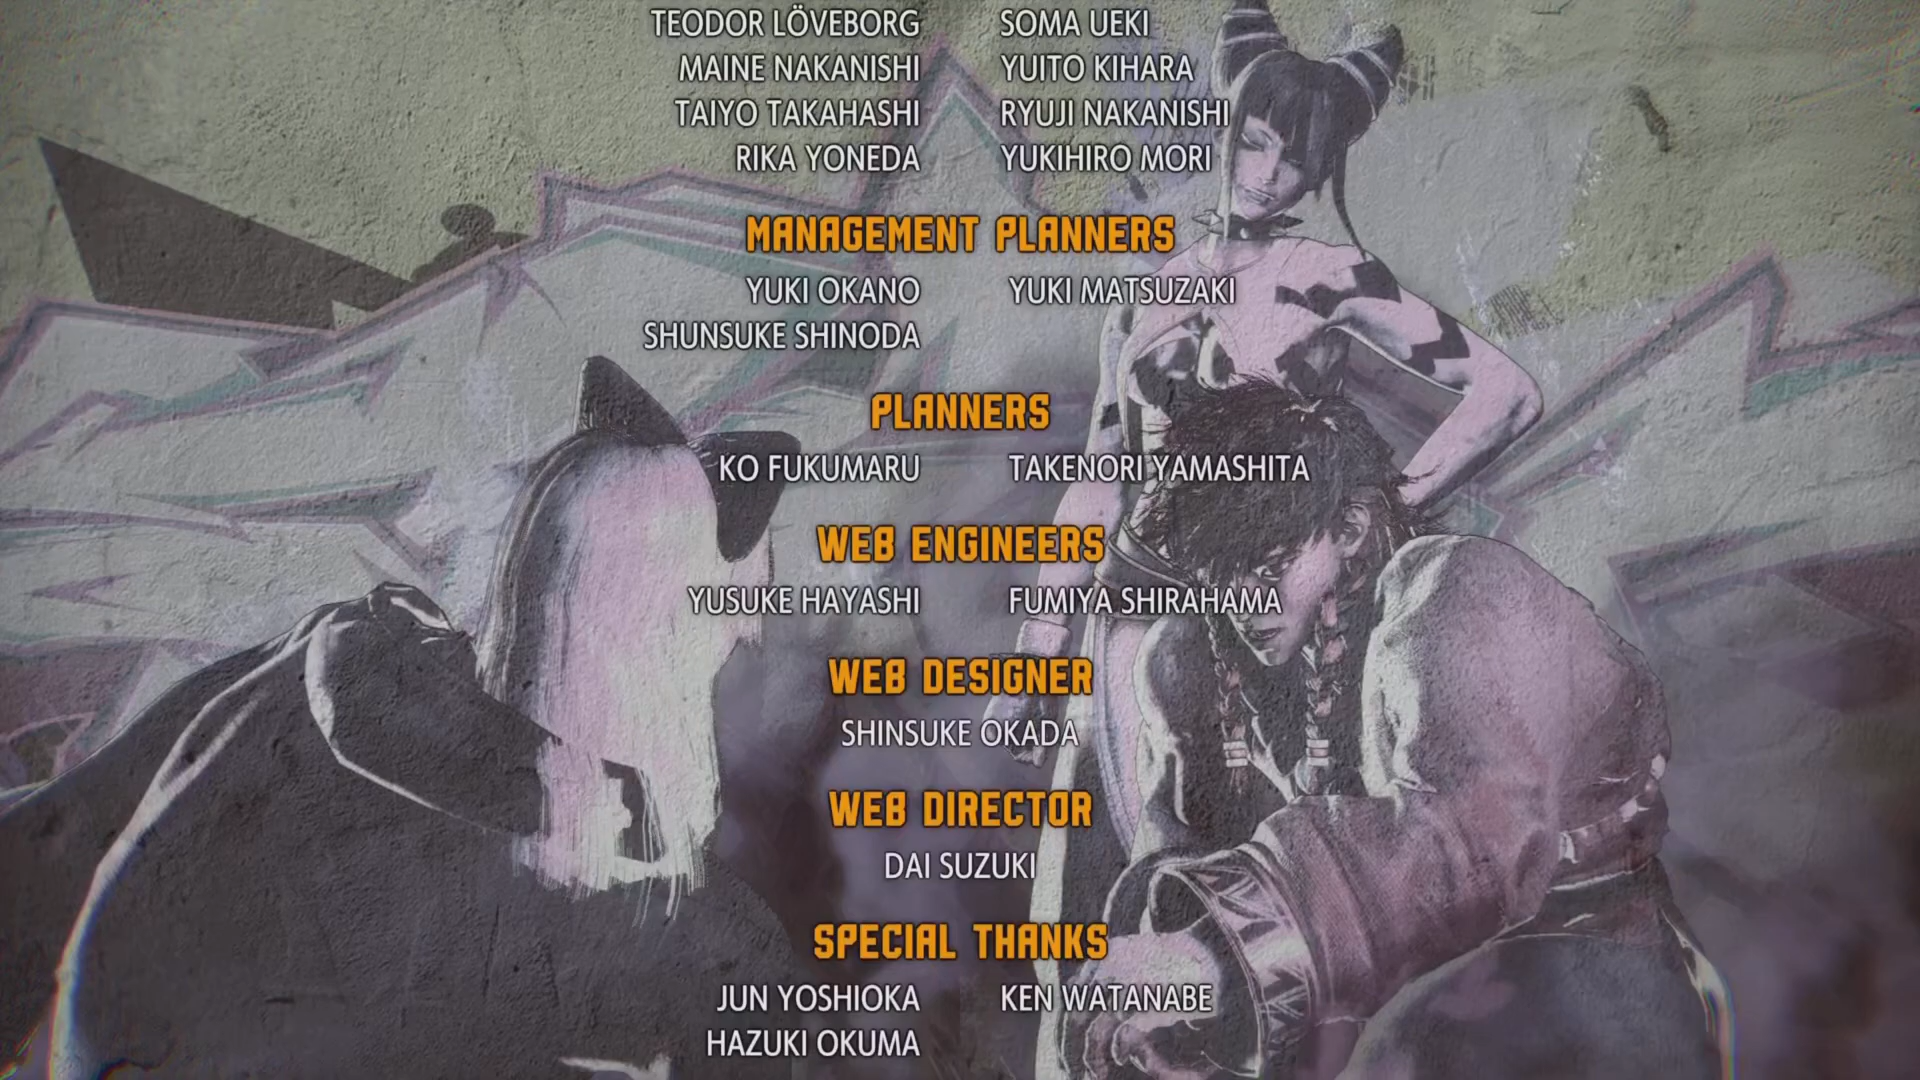 TEODOR LÖVEBORG SOMA UEKI
MAINE NAKANISHI YUITO KIHARA
TAIYO TAKAHASHI RYUJI NAKANISHI
RIKA YONEDA YUKIHIRO MORI
MANAGEMENT PLANNERS
YUKI OKANO YUKI MATSUZAKI
SHUNSUKE SHINODA
PLANNERS
KO FUKUMARU TAKENORI YAMASHITA
WEB ENGINEERS
YUSUKE HAYASHI FUMIYA SHIRAHAMA
WEB DESIGNER
SHINSUKE OKADA
WEB DIRECTOR
DAI SUZUKI
SPECIAL THANKS
JUN YOSHIOKA KEN WATANABE
HAZUKI OKUMA